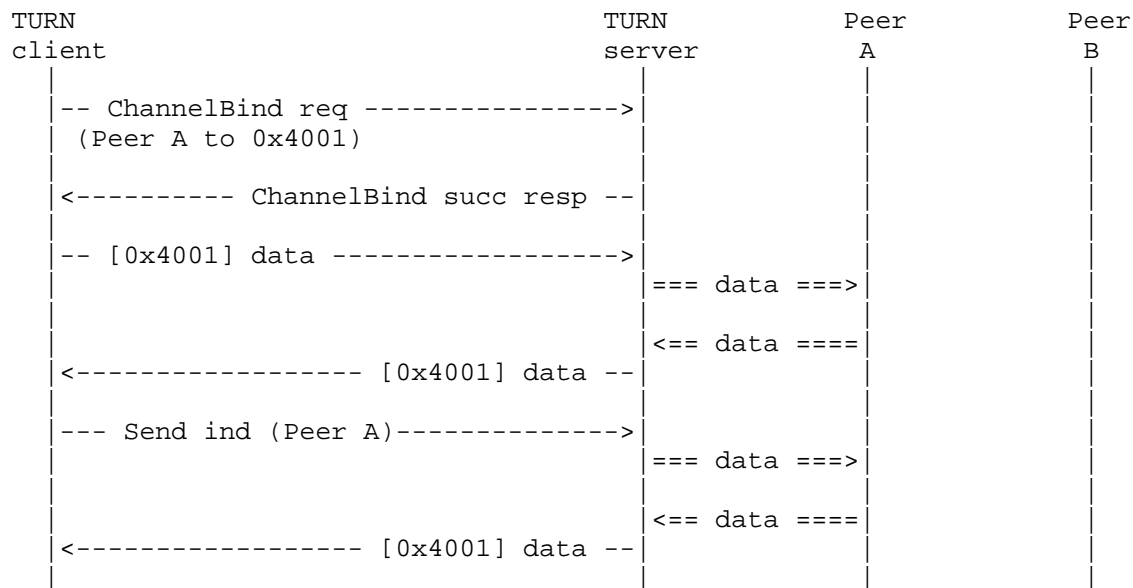 TURN                                    TURN           Peer          Peer
client                                  server          A             B
  |                                       |              |             |
  |-- ChannelBind req ---------------->|              |             |
  | (Peer A to 0x4001)                    |              |             |
  |                                       |              |             |
  |<---------- ChannelBind succ resp --|              |             |
  |                                       |              |             |
  |-- [0x4001] data ------------------>|              |             |
  |                                       |=== data ===>|             |
  |                                       |              |             |
  |                                       |<== data ====|             |
  |<------------------ [0x4001] data --|              |             |
  |                                       |              |             |
  |--- Send ind (Peer A)-------------->|              |             |
  |                                       |=== data ===>|             |
  |                                       |              |             |
  |                                       |<== data ====|             |
  |<------------------ [0x4001] data --|              |             |
  |                                       |              |             |